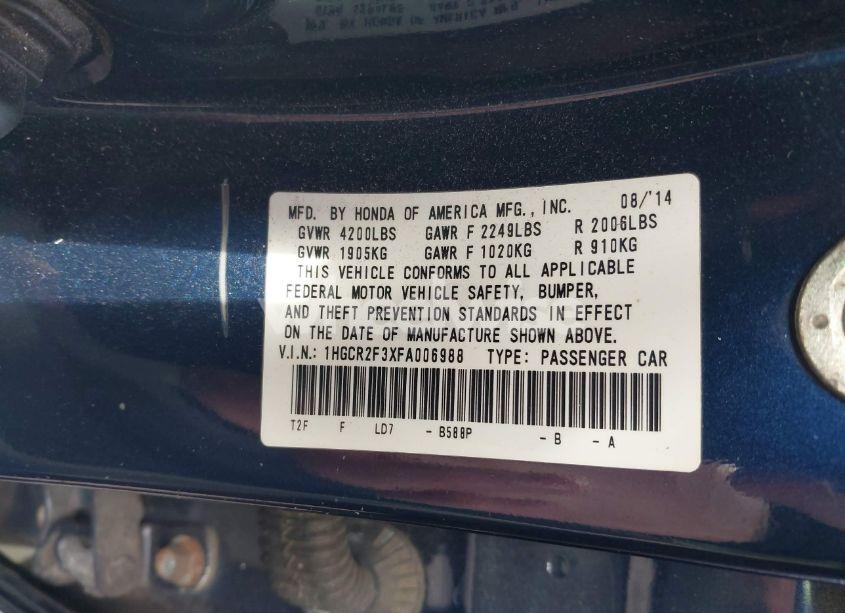 MFD. BY HONDA OF AMERICA MFG., INC. 08/'14
GVWR 4200LBS GAWR F 2249LBS R 2006LBS
GVWR 1905KG GAWR F 1020KG R 910KG
THIS VEHICLE CONFORMS TO ALL APPLICABLE
FEDERAL MOTOR VEHICLE SAFETY, BUMPER,
AND THEFT PREVENTION STANDARDS IN EFFECT
ON THE DATE OF MANUFACTURE SHOWN ABOVE.
V.I.N.: 1HGCR2F3XFA006988 TYPE: PASSENGER CAR
T2F F LD7 - B588P - B - A